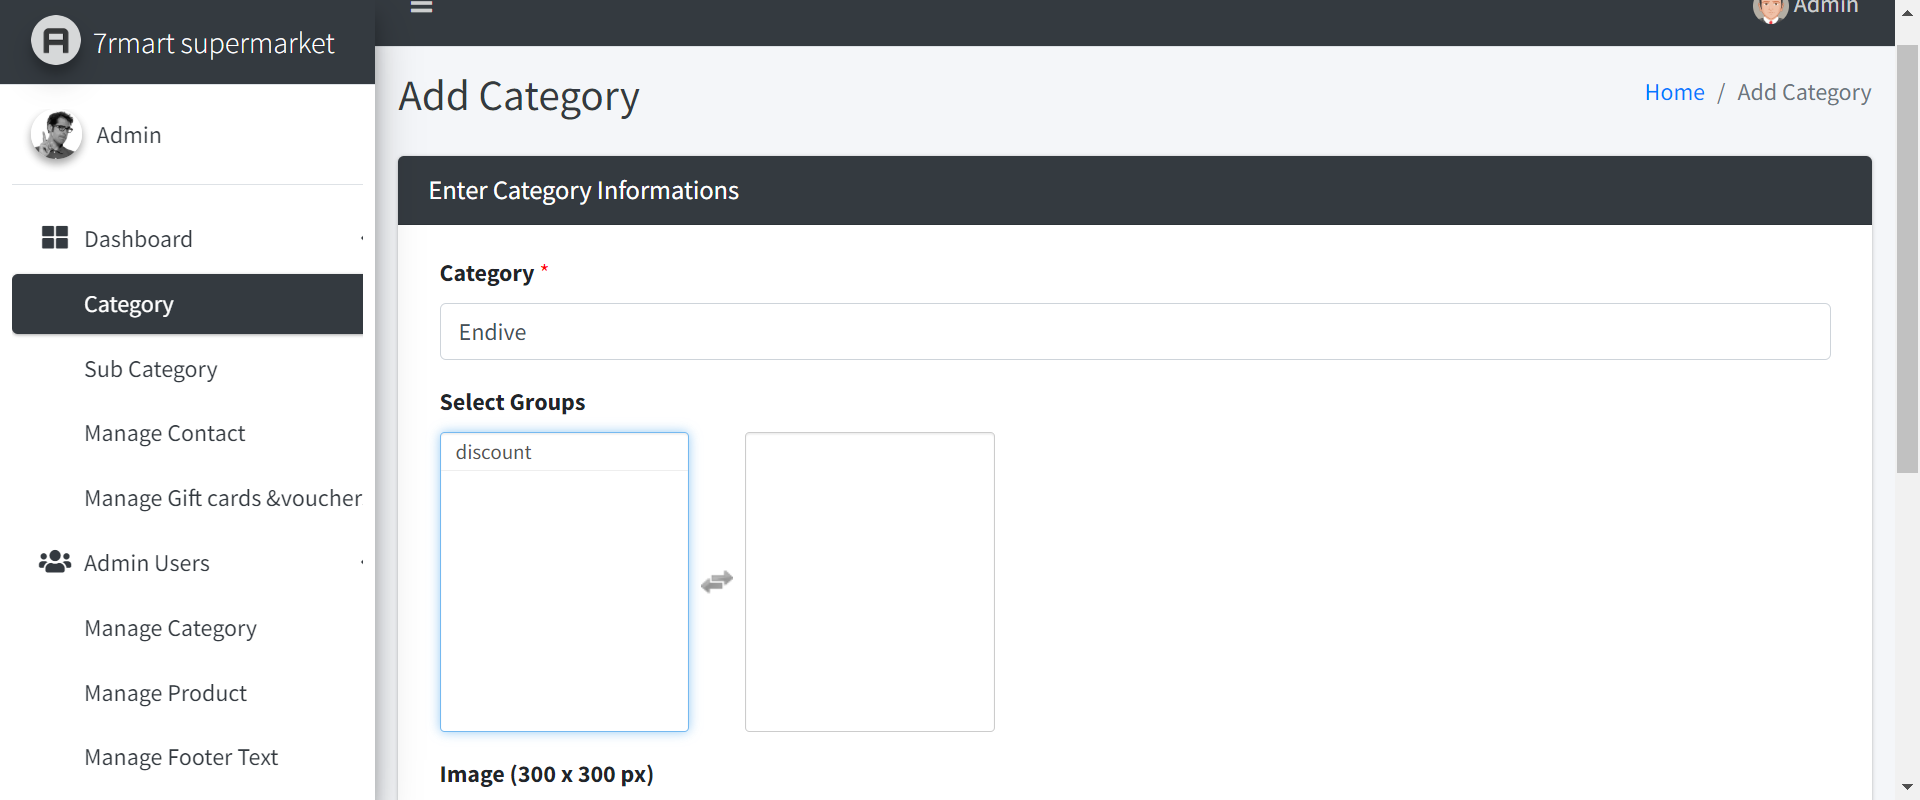 7rmart supermarket
Admin
Admin
Dashboard
Category
Sub Category
Manage Contact
Manage Gift cards &voucher
Admin Users
Manage Category
Manage Product
Manage Footer Text
Add Category
Home / Add Category
Enter Category Informations
Category *
Endive
Select Groups
discount
Image (300 x 300 px)